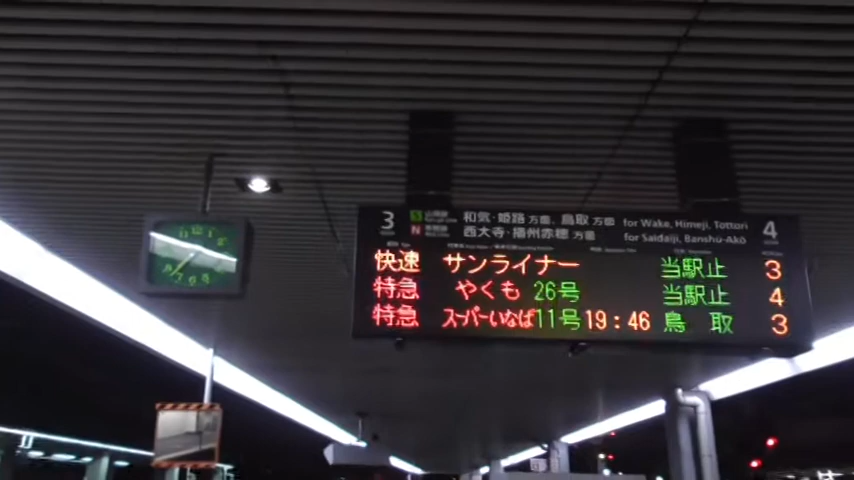 3 S 和気・姫路方面、鳥取方面 for Wake, Himeji, Tottori 4
N 西大寺・播州赤穂方面 for Saidaiji, Banshū-Akō
快速 サンライナー 当駅止 3
特急 やくも 26号 当駅止 4
特急 スーパーいなば 11号 19:46 鳥取 3